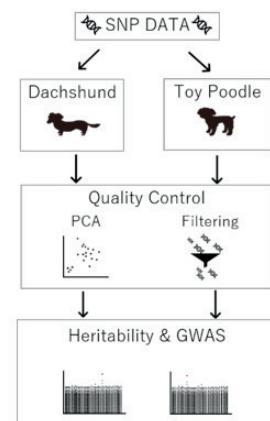 SNP DATA
Dachshund
Toy Poodle
Quality Control
PCA
Filtering
Heritability & GWAS